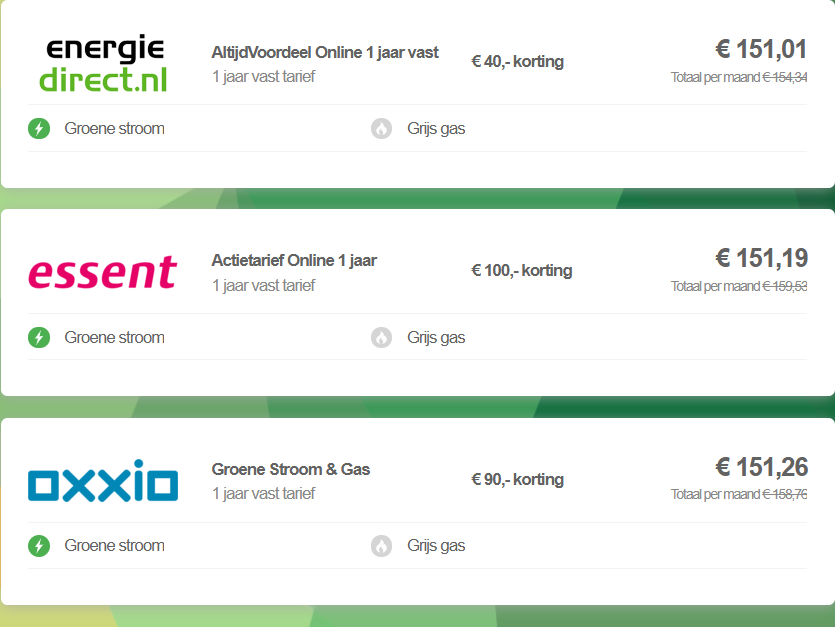 energie
direct.nl
AltijdVoordeel Online 1 jaar vast
1 jaar vast tarief
€ 40,- korting
€ 151,01
Totaal per maand € 154,34
Groene stroom
Grijs gas
essent
Actietarief Online 1 jaar
1 jaar vast tarief
€ 100,- korting
€ 151,19
Totaal per maand € 159,53
Groene stroom
Grijs gas
oxxio
Groene Stroom & Gas
1 jaar vast tarief
€ 90,- korting
€ 151,26
Totaal per maand € 158,76
Groene stroom
Grijs gas